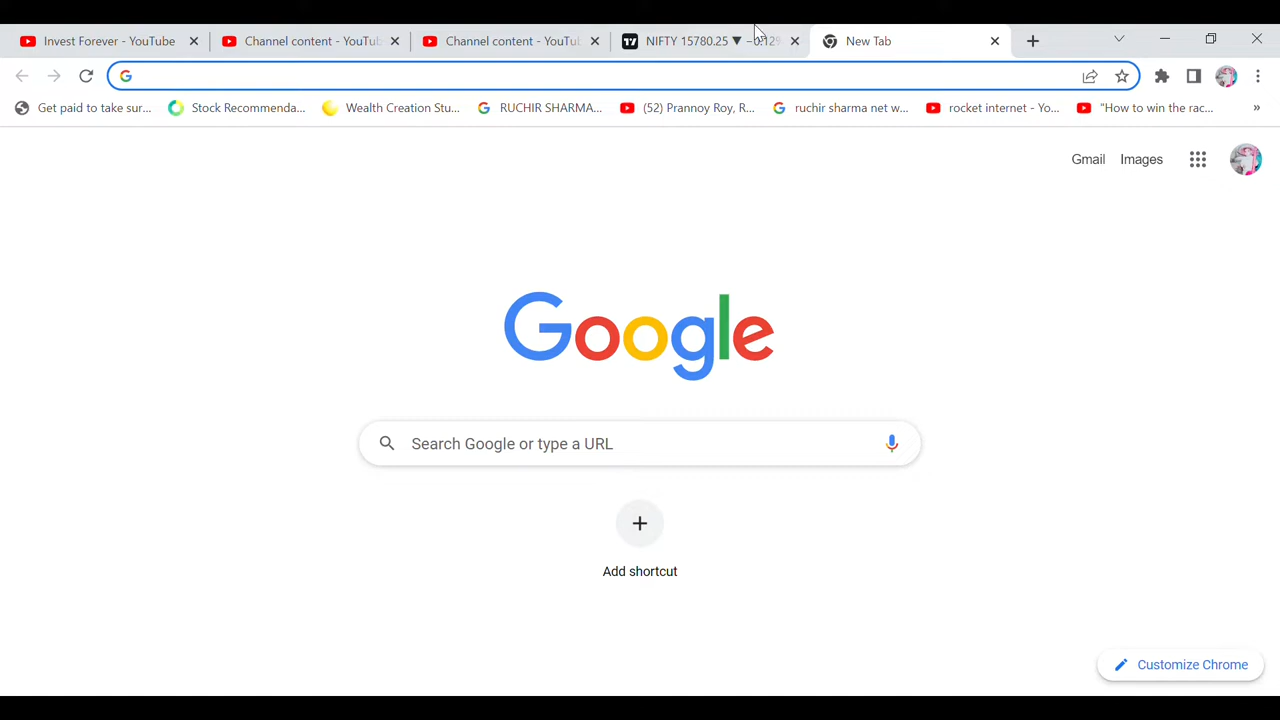 Invest Forever - YouTube
Channel content - YouTub
Channel content - YouTub
NIFTY 15780.25 ▼ −0.12%
New Tab
Get paid to take sur...
Stock Recommenda...
Wealth Creation Stu...
RUCHIR SHARMA...
(52) Prannoy Roy, R...
ruchir sharma net w...
rocket internet - Yo...
"How to win the rac...
»
Gmail
Images
Google
Search Google or type a URL
Add shortcut
Customize Chrome